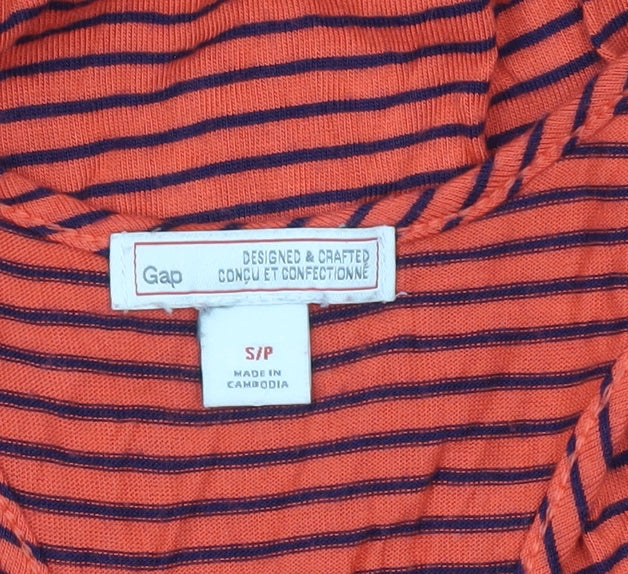 Gap
DESIGNED & CRAFTED
CONÇU ET CONFECTIONNÉ
S/P
MADE IN
CAMBODIA